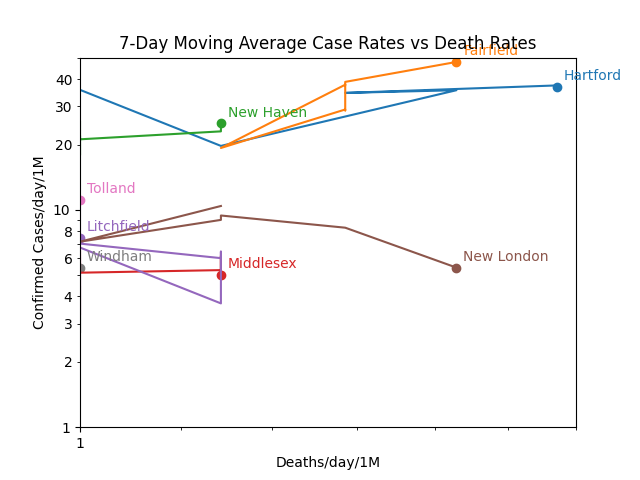 7-Day Moving Average Case Rates vs Death Rates
Fairfield
Hartford
New Haven
Tolland
Litchfield
Windham
Middlesex
New London
Confirmed Cases/day/1M
40
30
20
10
8
6
4
3
2
1
1
Deaths/day/1M